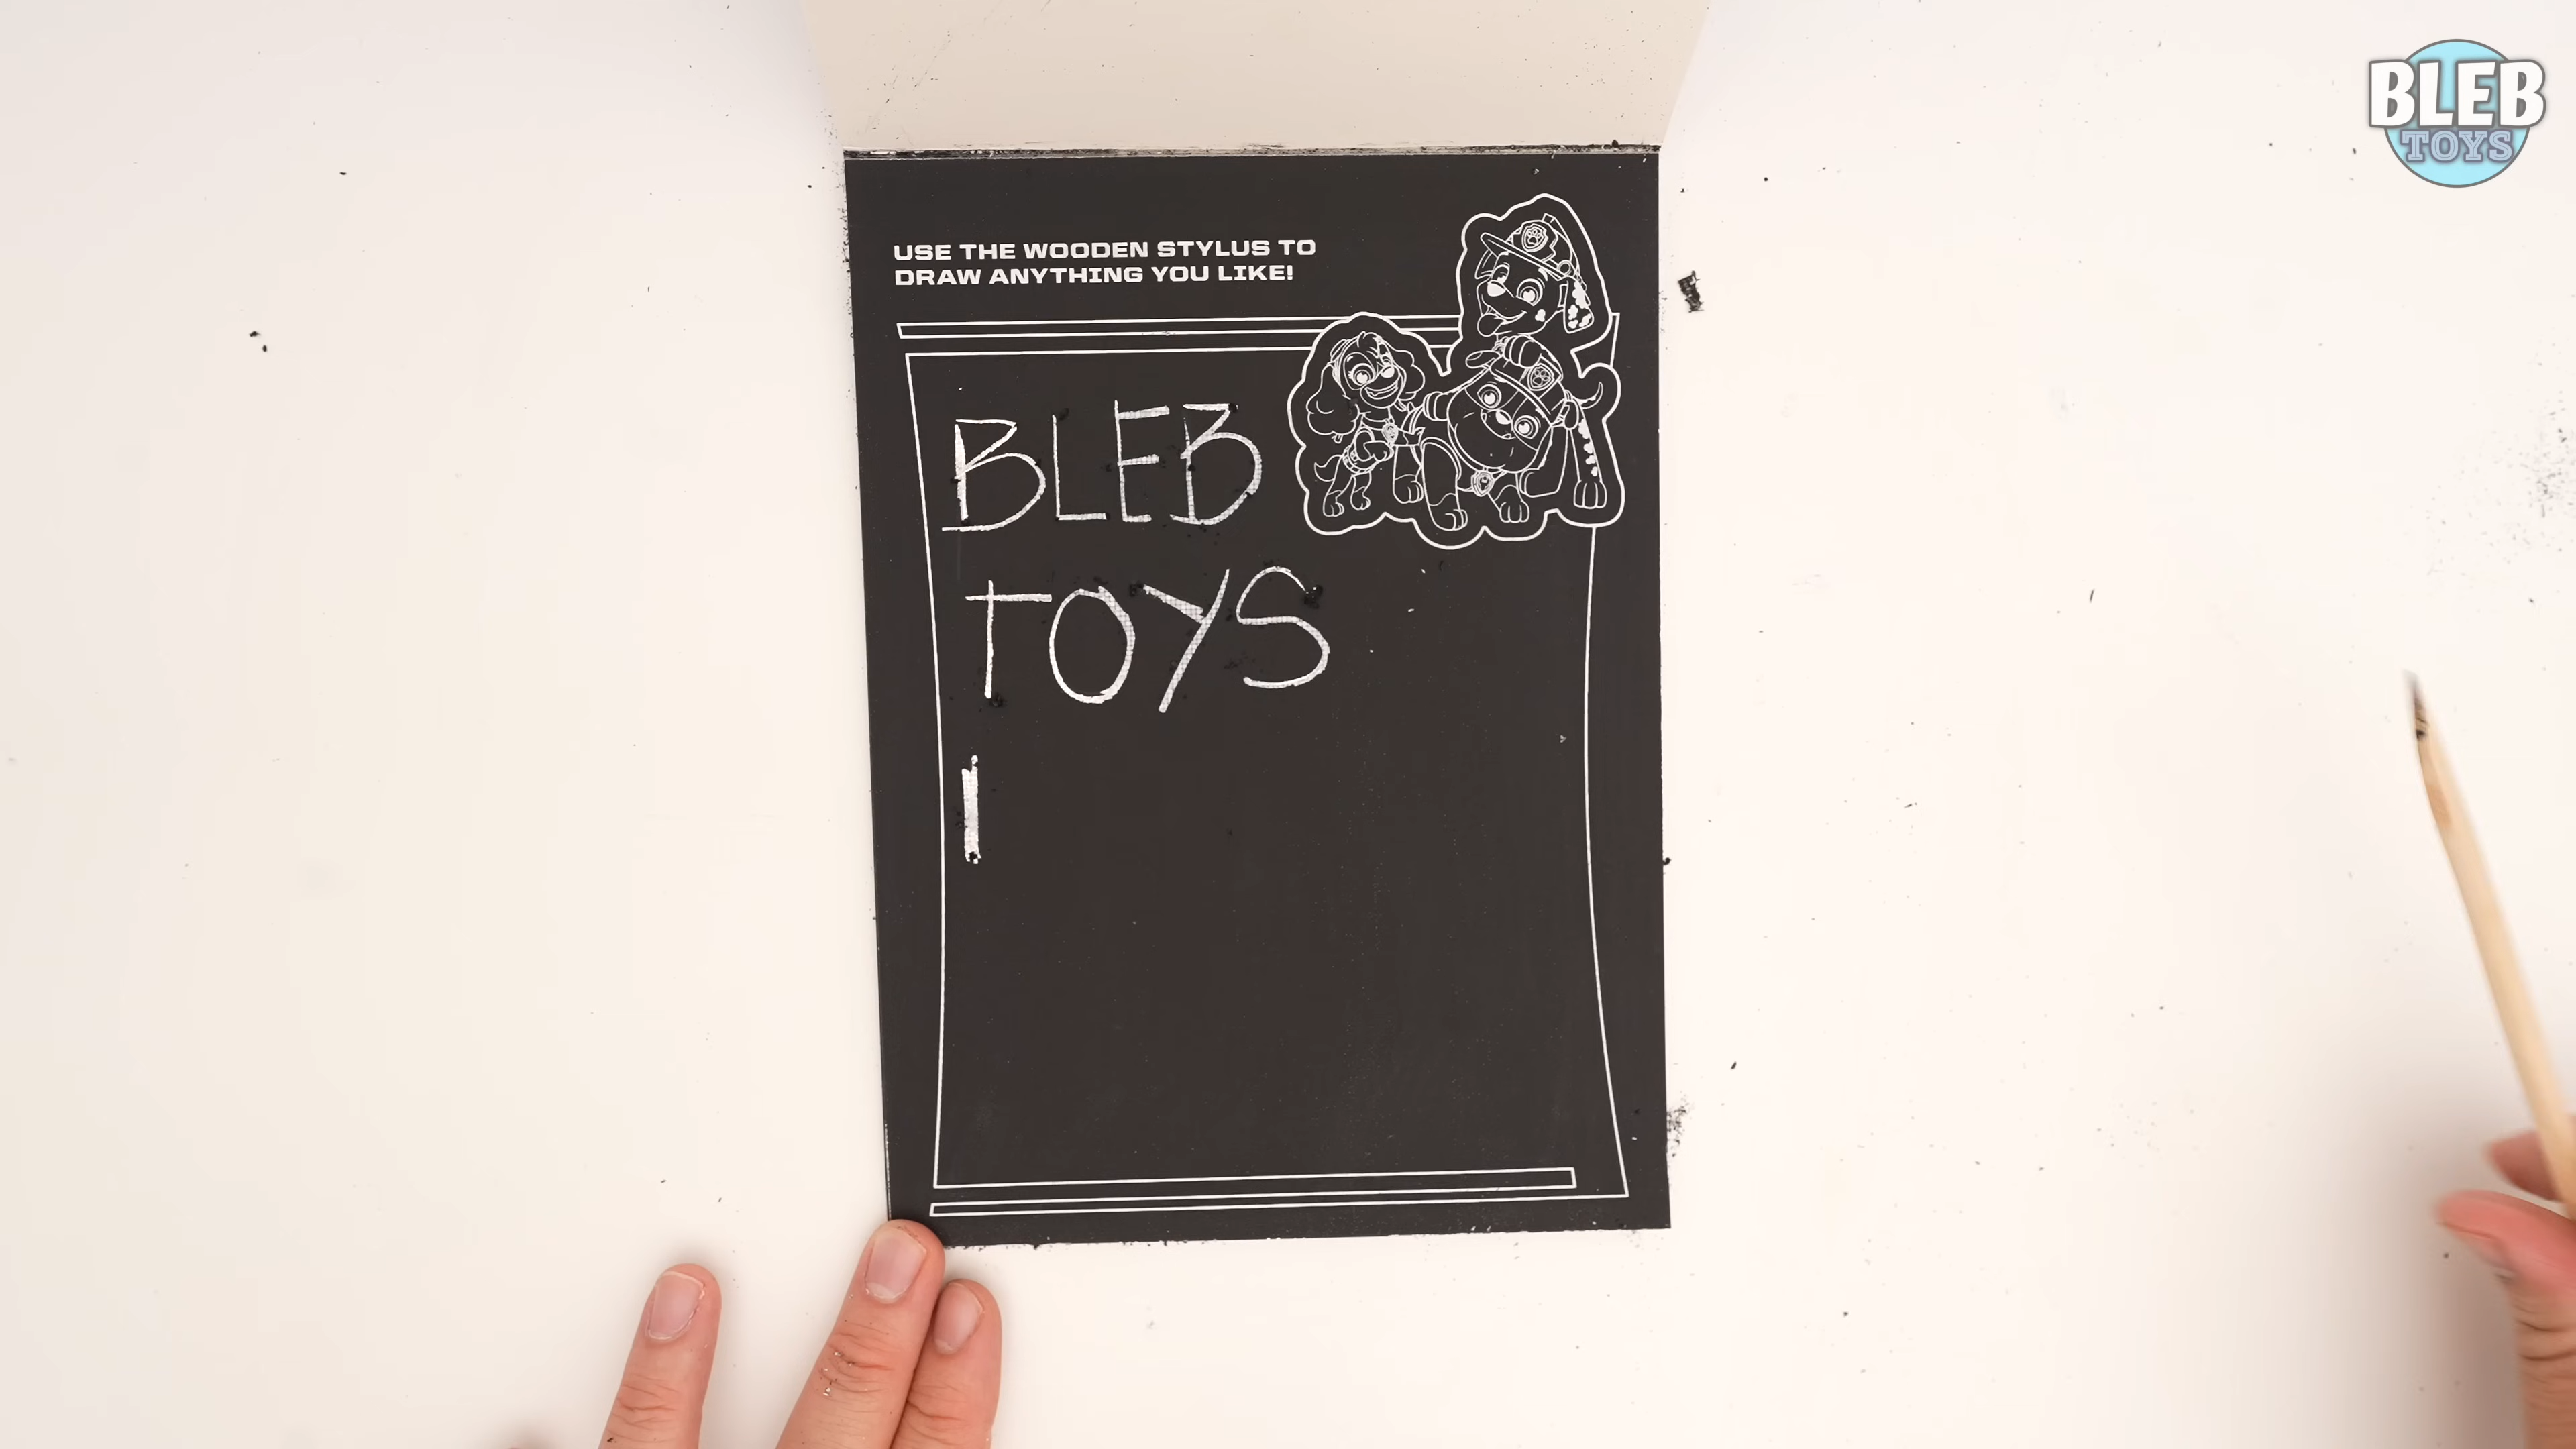 BLEB
TOYS
USE THE WOODEN STYLUS TO
DRAW ANYTHING YOU LIKE!
BLEB
TOYS
I